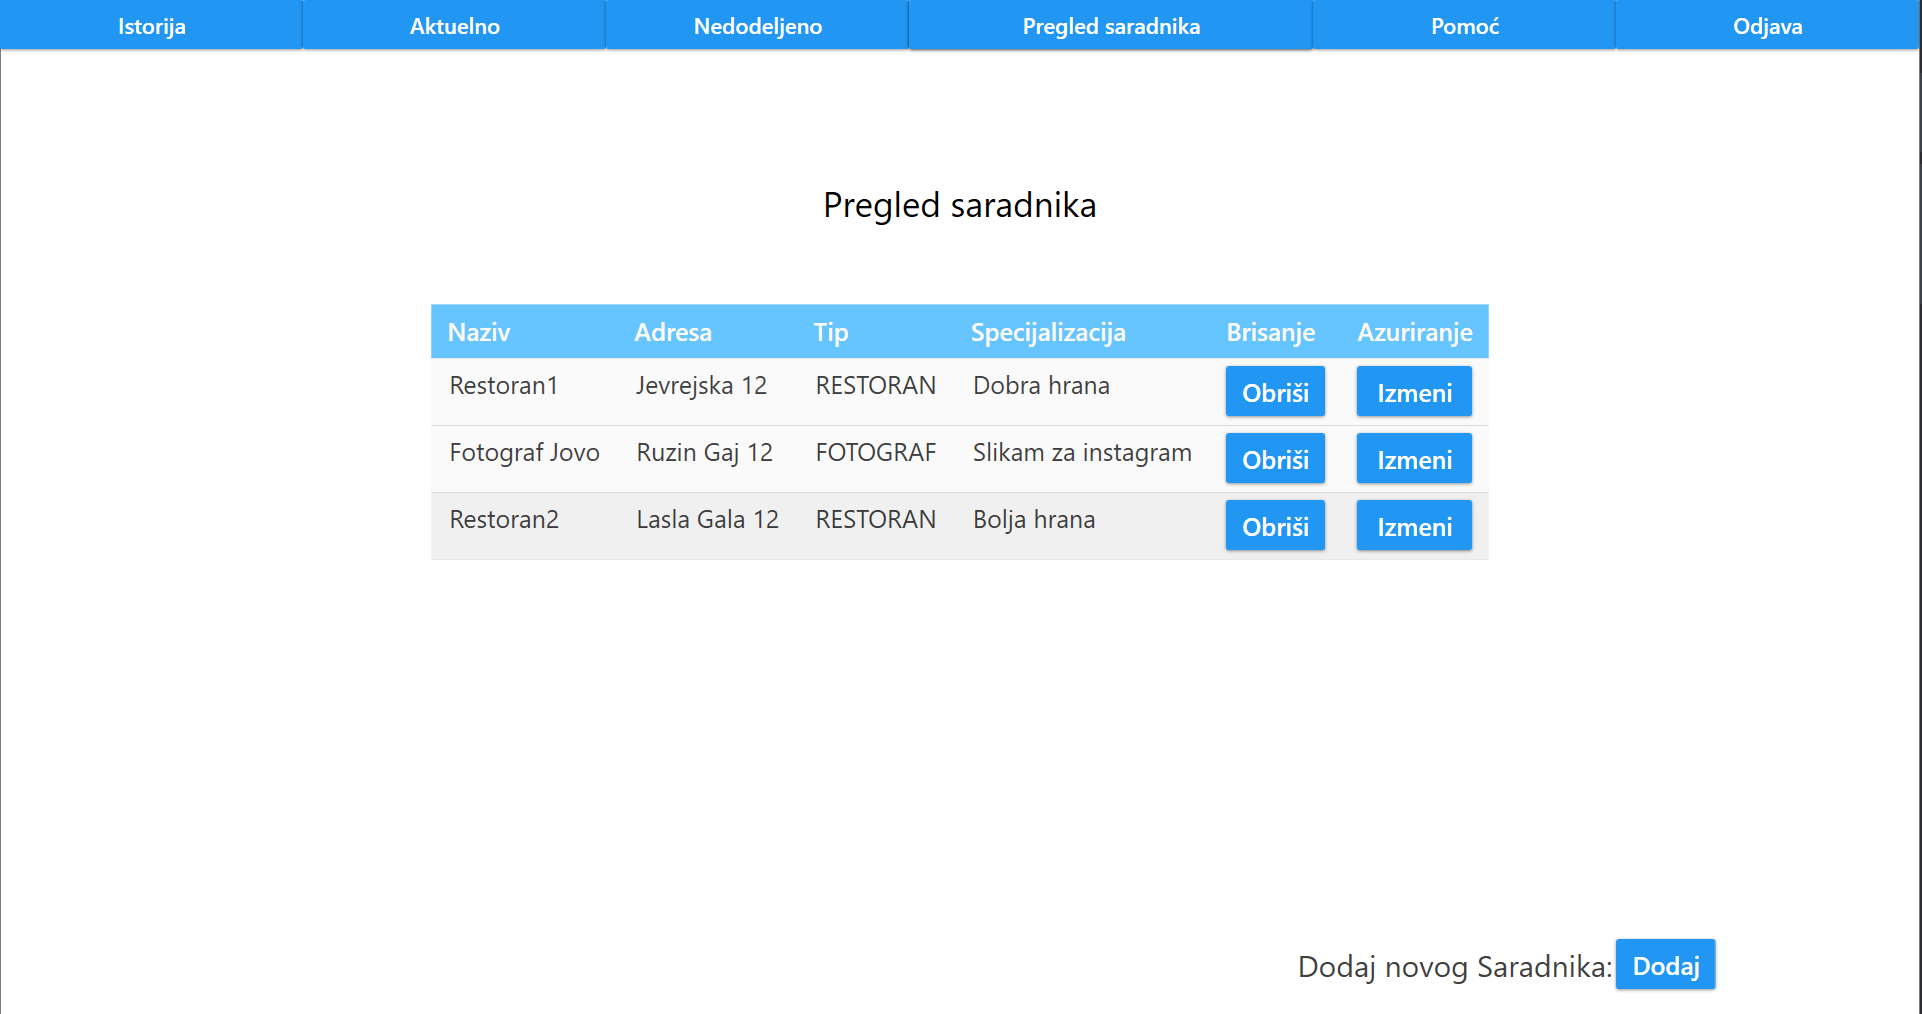 Istorija Aktuelno Nedodeljeno Pregled saradnika Pomoć Odjava
Pregled saradnika
Naziv Adresa Tip Specijalizacija Brisanje Azuriranje
Restoran1 Jevrejska 12 RESTORAN Dobra hrana Obriši Izmeni
Fotograf Jovo Ruzin Gaj 12 FOTOGRAF Slikam za instagram Obriši Izmeni
Restoran2 Lasla Gala 12 RESTORAN Bolja hrana Obriši Izmeni
Dodaj novog Saradnika: Dodaj